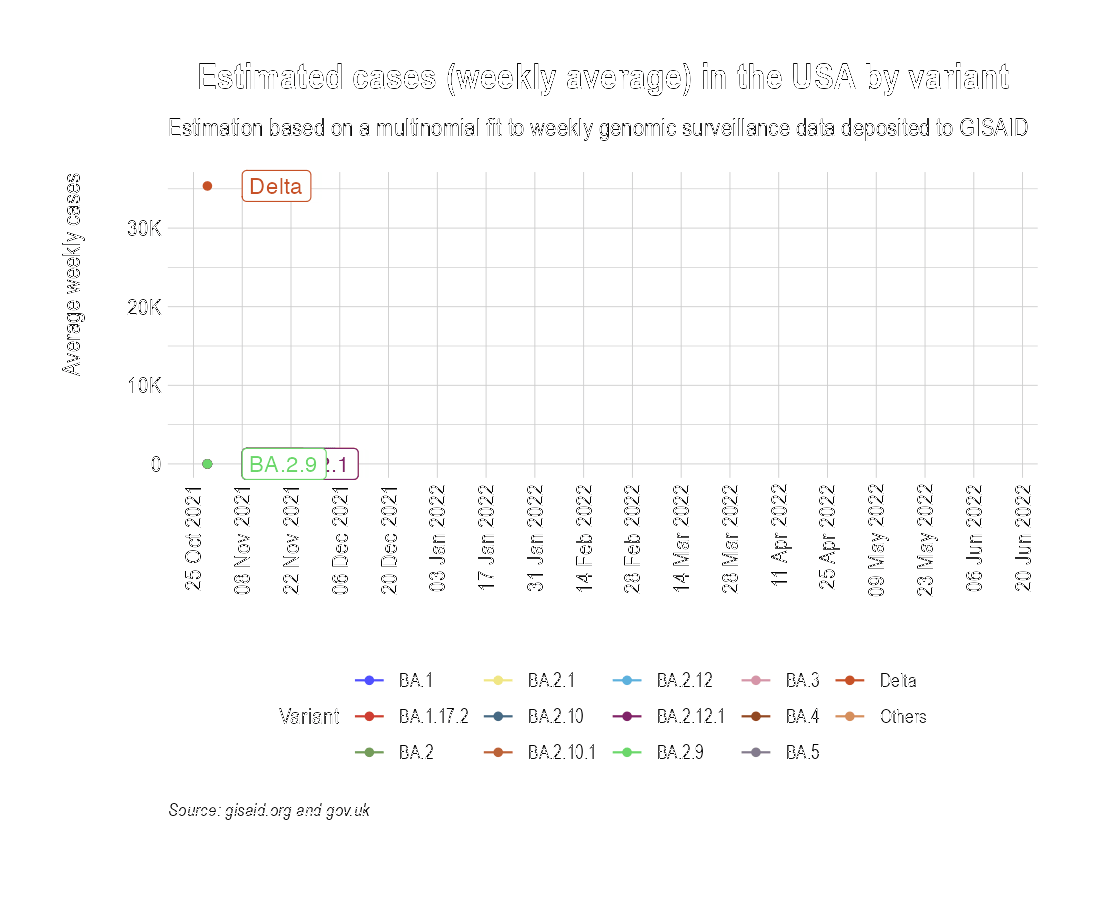 Estimated cases (weekly average) in the USA by variant
Estimation based on a multinomial fit to weekly genomic surveillance data deposited to GISAID
Average weekly cases
Delta
30K
20K
10K
0
BA.2.9
2.1
25 Oct 2021
08 Nov 2021
22 Nov 2021
06 Dec 2021
20 Dec 2021
03 Jan 2022
17 Jan 2022
31 Jan 2022
14 Feb 2022
28 Feb 2022
14 Mar 2022
28 Mar 2022
11 Apr 2022
25 Apr 2022
09 May 2022
23 May 2022
06 Jun 2022
20 Jun 2022
Variant
BA.1 BA.2.1 BA.2.12 BA.3 Delta
BA.1.17.2 BA.2.10 BA.2.12.1 BA.4 Others
BA.2 BA.2.10.1 BA.2.9 BA.5
Source: gisaid.org and gov.uk